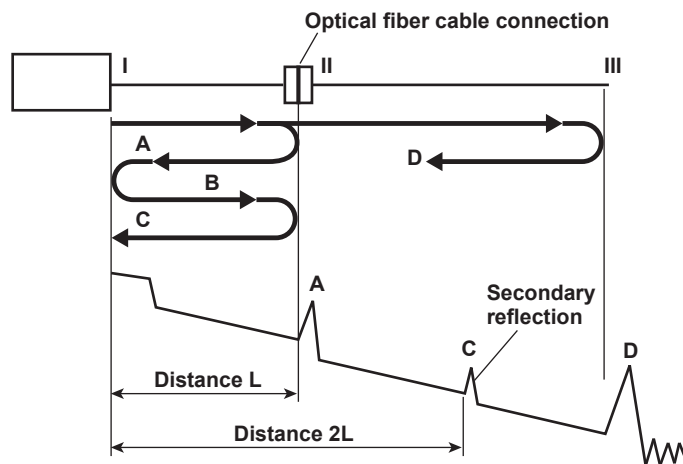 Optical fiber cable connection
I
II
III
A
D
B
C
A
Secondary
reflection
C
D
Distance L
Distance 2L